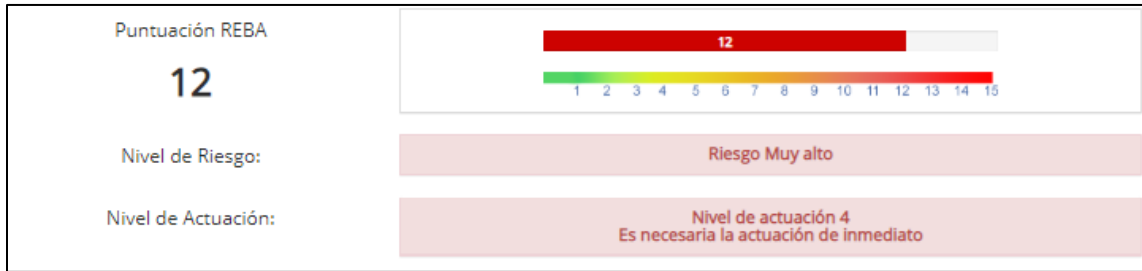 Puntuación REBA
12
12
1 2 3 4 5 6 7 8 9 10 11 12 13 14 15
Nivel de Riesgo:
Riesgo Muy alto
Nivel de Actuación:
Nivel de actuación 4
Es necesaria la actuación de inmediato